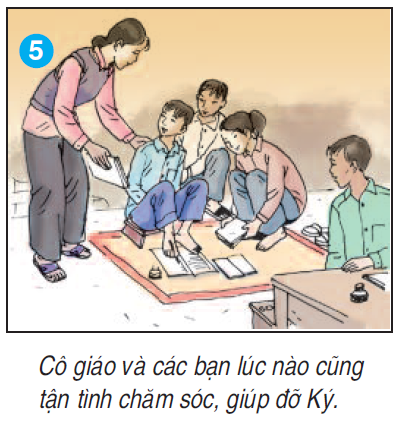 5
Cô giáo và các bạn lúc nào cũng
tận tình chăm sóc, giúp đỡ Ký.